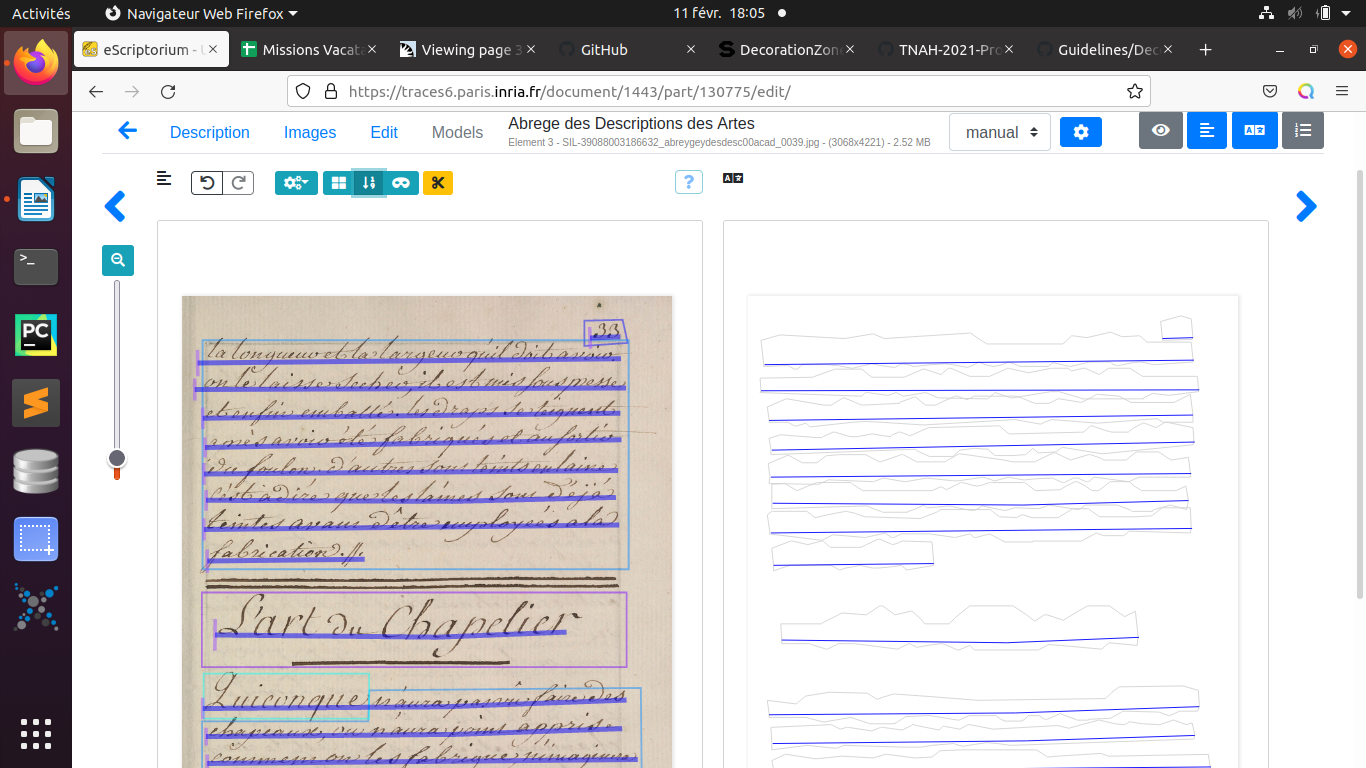 Activités
Navigateur Web Firefox
11 févr. 18:05
eScriptorium - U
Missions Vacata
Viewing page 3
GitHub
DecorationZone
TNAH-2021-Pro
Guidelines/Dec
https://traces6.paris.inria.fr/document/1443/part/130775/edit/
Description
Images
Edit
Models
Abrege des Descriptions des Artes
Element 3 - SIL-39088003186632_abreygeydesdesc00acad_0039.jpg - (3068x4221) - 2.52 MB
manual
?
33
la longueur et la largeur qu'il doit avoir
on le laisse secher, il est mis sous presse
et enfin emballé. les draps se teignent
après avoir été fabriqués et au sortir
du foulon. d'autres sont teints en laine
c'est à dire que les laines sont déjà
teintes avant d'être employées a la
fabrication.
L'art du Chapelier
Quiconque n'aura pas vû faire des
chapeaux, ou n'aura point appris
comment on les fabrique n'imaginera